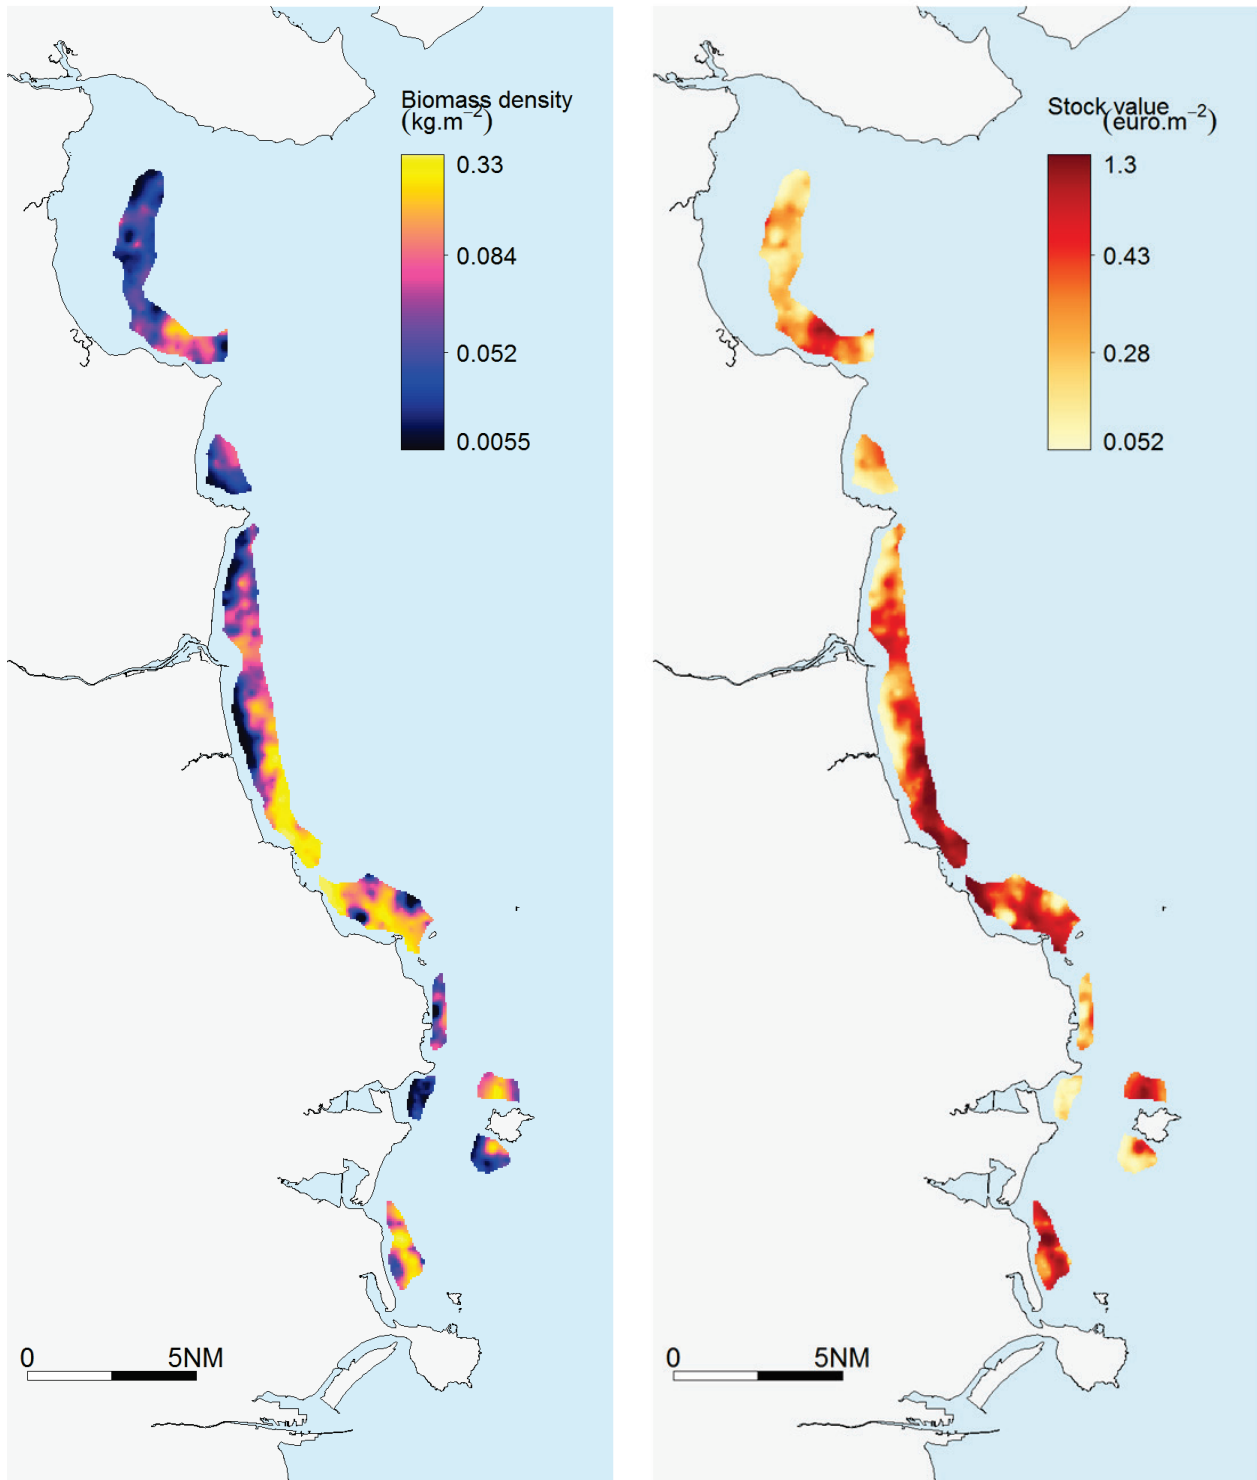 Biomass density
(kg.m−2)
0.33
0.084
0.052
0.0055
0 5NM
Stock value
(euro.m−2)
1.3
0.43
0.28
0.052
0 5NM